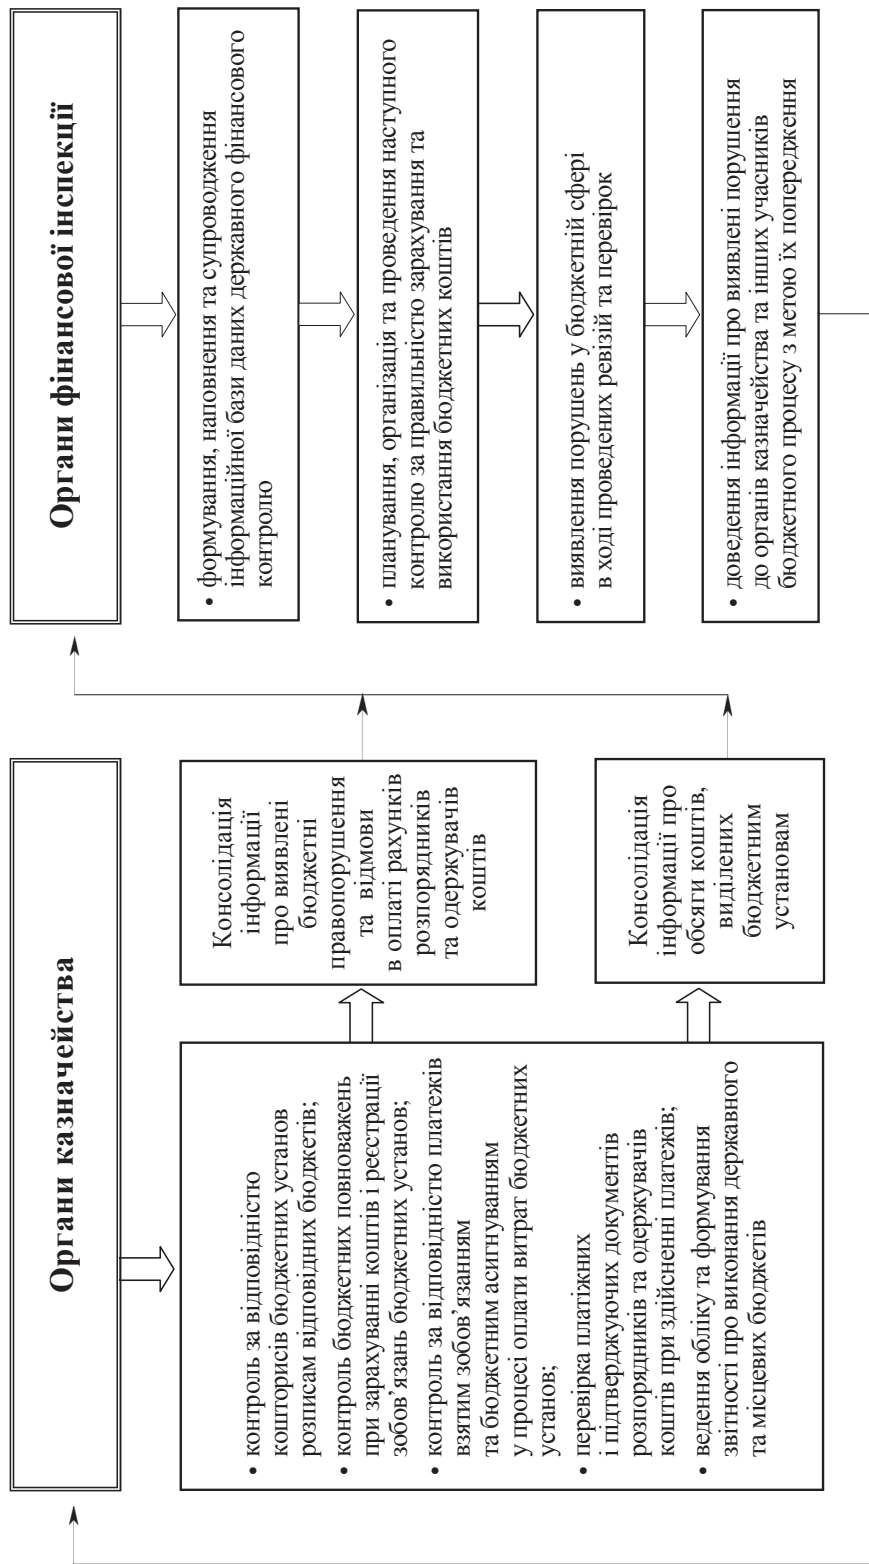 Органи казначейства
• контроль за відповідністю
кошторисів бюджетних установ
розписам відповідних бюджетів;
• контроль бюджетних повноважень
при зарахуванні коштів і реєстрації
зобов’язань бюджетних установ;
• контроль за відповідністю платежів
взятим зобов’язанням
та бюджетним асигнуванням
у процесі оплати витрат бюджетних
установ;
• перевірка платіжних
і підтверджуючих документів
розпорядників та одержувачів
коштів при здійсненні платежів;
• ведення обліку та формування
звітності про виконання державного
та місцевих бюджетів
Консолідація
інформації
про виявлені
бюджетні
правопорушення
та відмови
в оплаті рахунків
розпорядників
та одержувачів
коштів
Консолідація
інформації про
обсяги коштів,
виділених
бюджетним
установам
Органи фінансової інспекції
• формування, наповнення та супроводження
інформаційної бази даних державного фінансового
контролю
• планування, організація та проведення наступного
контролю за правильністю зарахування та
використання бюджетних коштів
• виявлення порушень у бюджетній сфері
в ході проведених ревізій та перевірок
• доведення інформації про виявлені порушення
до органів казначейства та інших учасників
бюджетного процесу з метою їх попередження